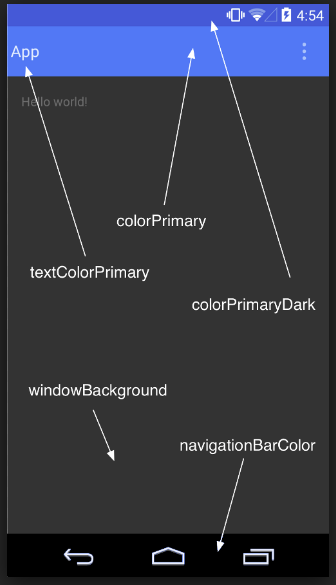 4:54
App
Hello world!
colorPrimary
textColorPrimary
colorPrimaryDark
windowBackground
navigationBarColor